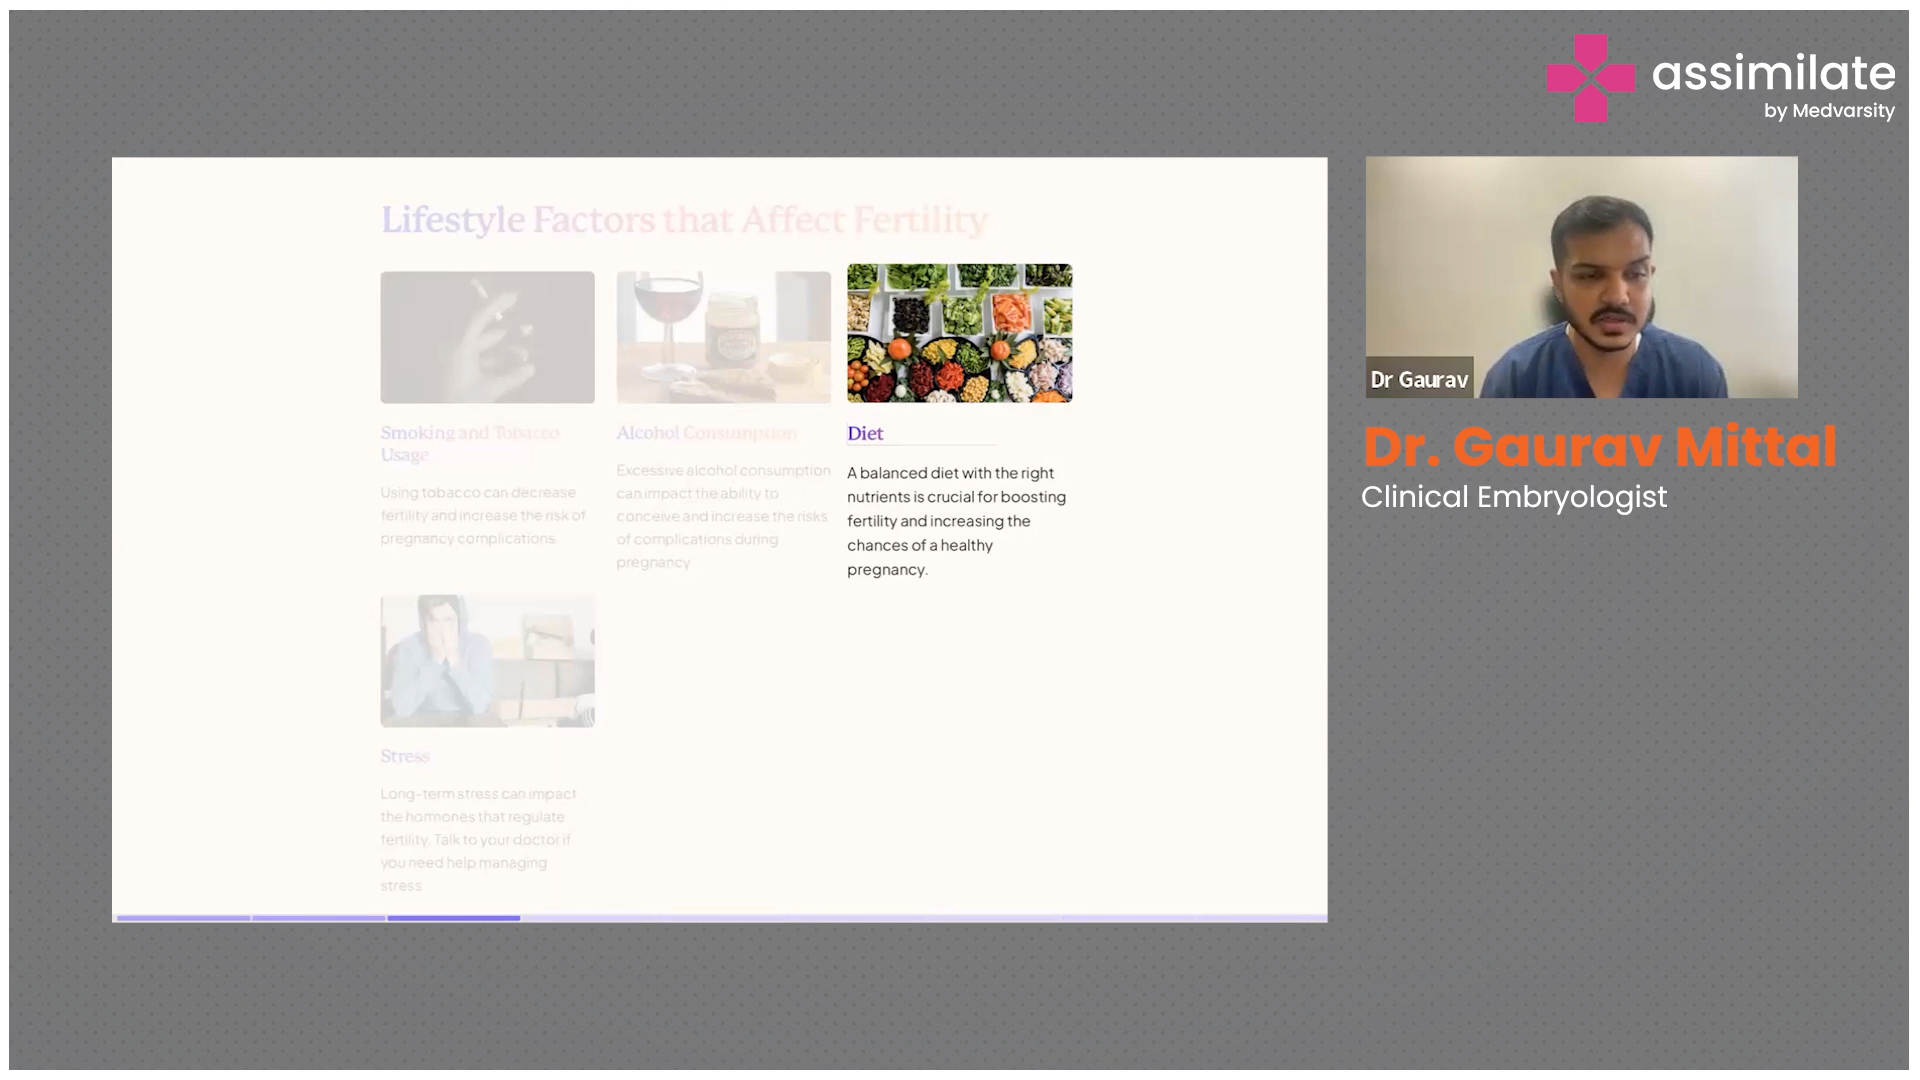 assimilate
by Medvarsity
Lifestyle Factors that Affect Fertility
Smoking and Tobacco
Usage
Using tobacco can decrease
fertility and increase the risk of
pregnancy complications.
Alcohol Consumption
Excessive alcohol consumption
can impact the ability to
conceive and increase the risks
of complications during
pregnancy
Diet
A balanced diet with the right
nutrients is crucial for boosting
fertility and increasing the
chances of a healthy
pregnancy.
Stress
Long-term stress can impact
the hormones that regulate
fertility. Talk to your doctor if
you need help managing
stress.
Dr Gaurav
Dr. Gaurav Mittal
Clinical Embryologist